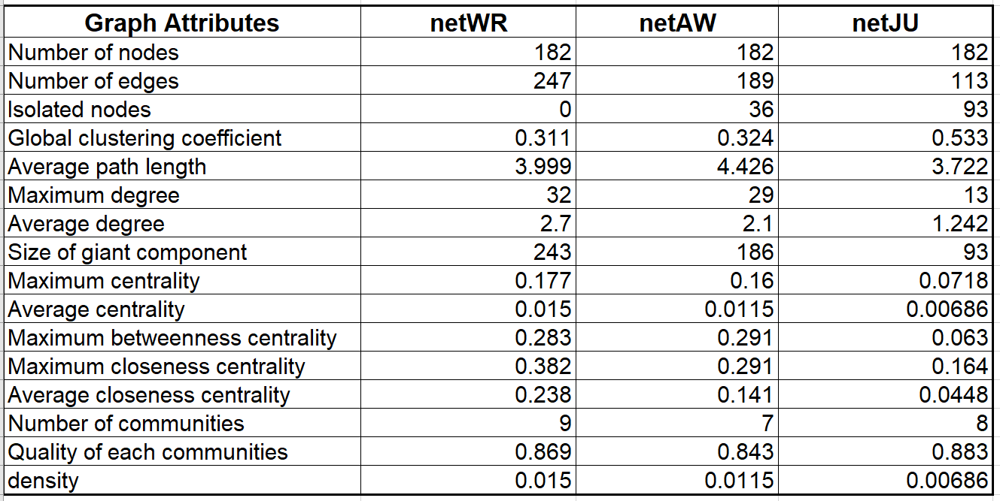 Graph Attributes netWR netAW netJU
Number of nodes 182 182 182
Number of edges 247 189 113
Isolated nodes 0 36 93
Global clustering coefficient 0.311 0.324 0.533
Average path length 3.999 4.426 3.722
Maximum degree 32 29 13
Average degree 2.7 2.1 1.242
Size of giant component 243 186 93
Maximum centrality 0.177 0.16 0.0718
Average centrality 0.015 0.0115 0.00686
Maximum betweenness centrality 0.283 0.291 0.063
Maximum closeness centrality 0.382 0.291 0.164
Average closeness centrality 0.238 0.141 0.0448
Number of communities 9 7 8
Quality of each communities 0.869 0.843 0.883
density 0.015 0.0115 0.00686